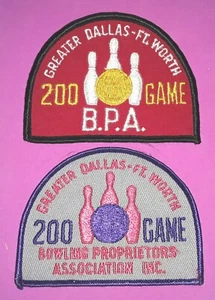 GREATER DALLAS-FT. WORTH
200 GAME
B.P.A.
GREATER DALLAS-FT. WORTH
200 GAME
BOWLING PROPRIETORS
ASSOCIATION INC.